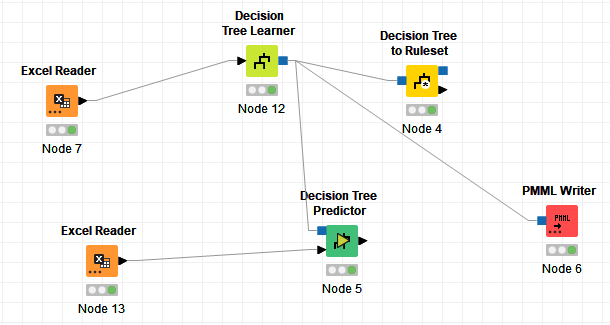 Decision
Tree Learner
Node 12
Decision Tree
to Ruleset
Node 4
Excel Reader
Node 7
Decision Tree
Predictor
Node 5
PMML Writer
PMML
Node 6
Excel Reader
Node 13